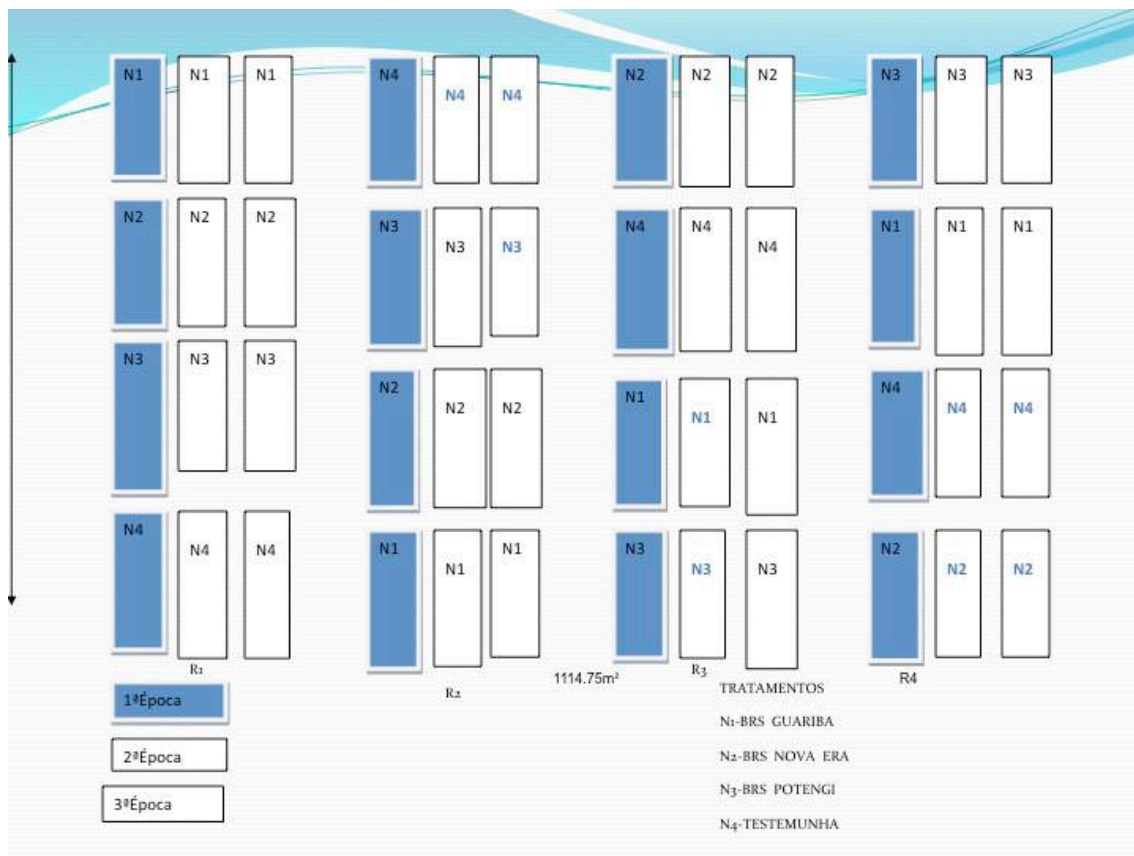 N1 N1 N1 N4 N4 N4 N2 N2 N2 N3 N3 N3
N2 N2 N2 N3 N3 N3 N4 N4 N4 N1 N1 N1
N3 N3 N3 N2 N2 N2 N1 N1 N1 N4 N4 N4
N4 N4 N4 N1 N1 N1 N3 N3 N3 N2 N2 N2
R1
R2
1114.75m²
R3
R4
1ªÉpoca
2ªÉpoca
3ªÉpoca
TRATAMENTOS
N1-BRS GUARIBA
N2-BRS NOVA ERA
N3-BRS POTENGI
N4-TESTEMUNHA